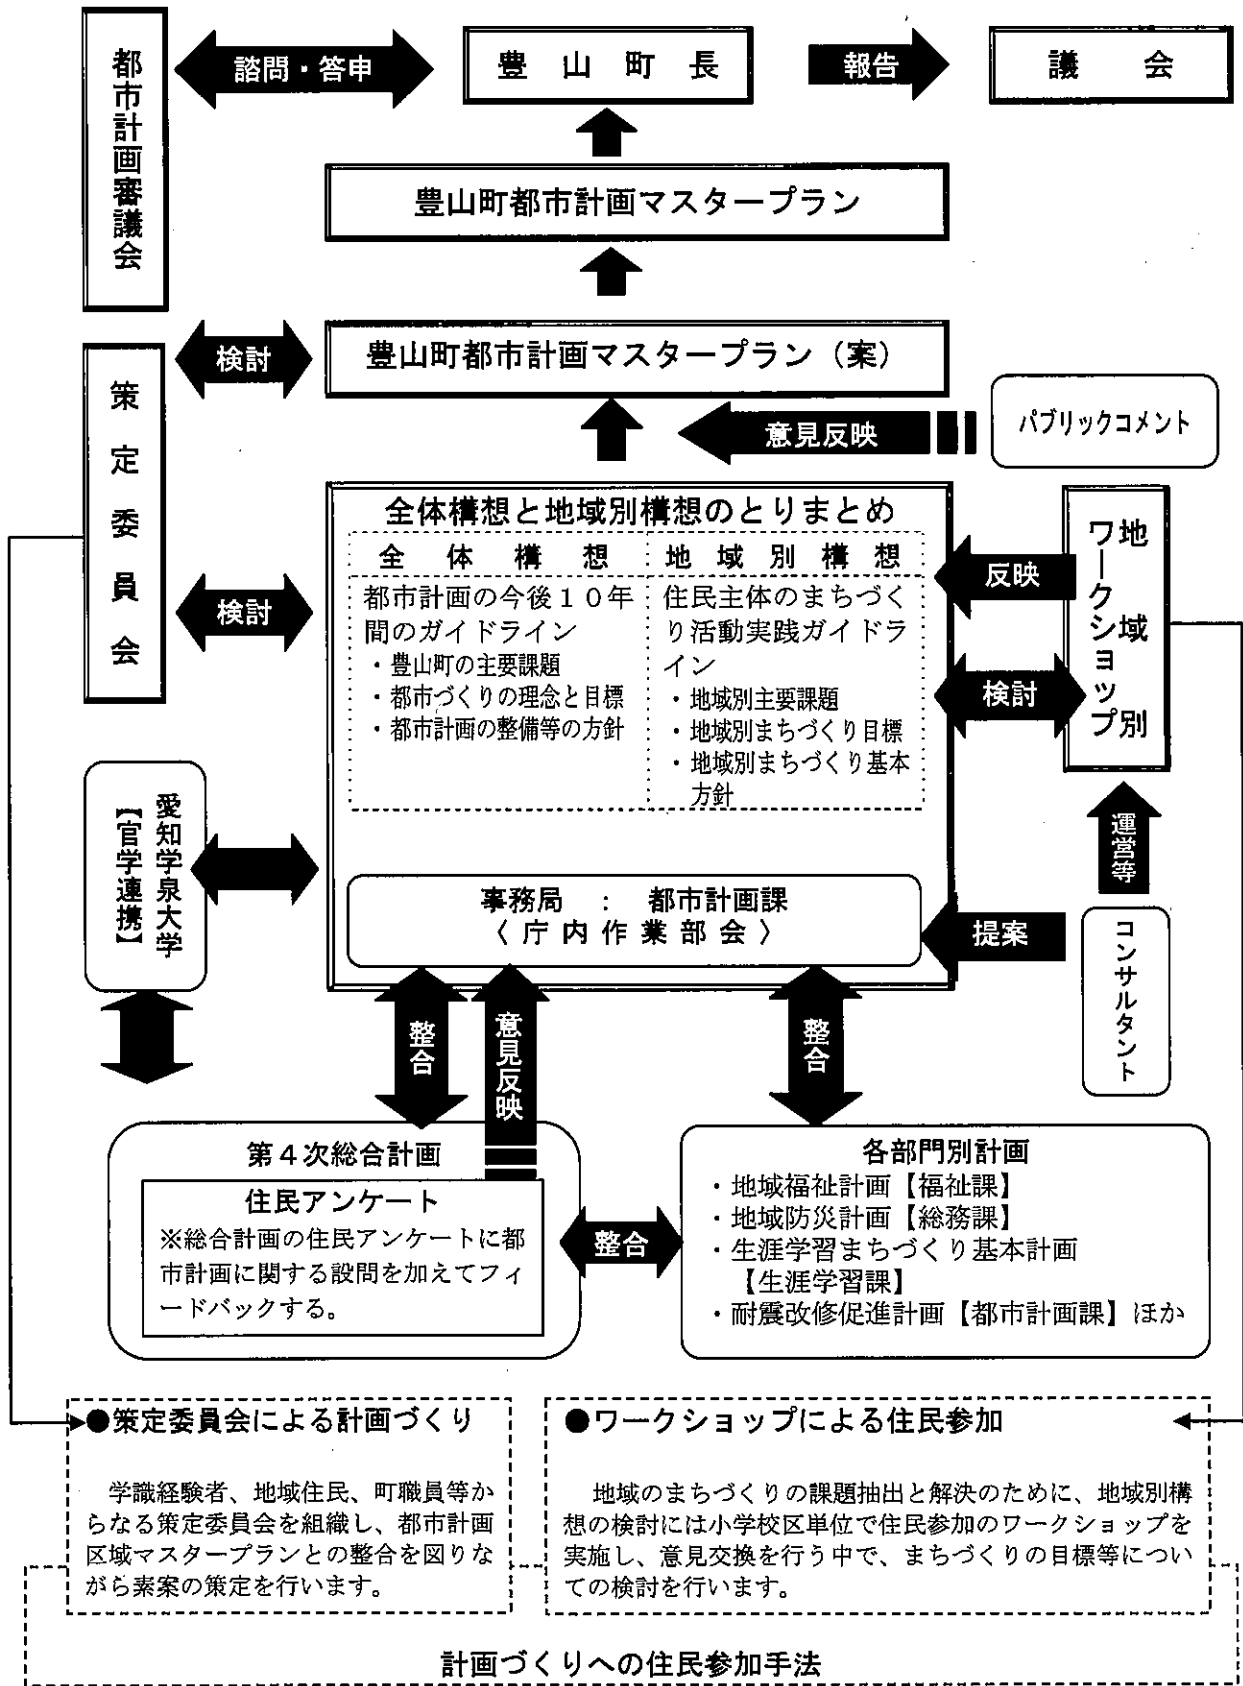 都市計画審議会
諮問・答申
豊山町長
報告
議会
豊山町都市計画マスタープラン
検討
豊山町都市計画マスタープラン（案）
策定委員会
意見反映
パブリックコメント
全体構想と地域別構想のとりまとめ
全体構想
都市計画の今後１０年
間のガイドライン
・豊山町の主要課題
・都市づくりの理念と目標
・都市計画の整備等の方針
地域別構想
住民主体のまちづく
り活動実践ガイドラ
イン
・地域別主要課題
・地域別まちづくり目標
・地域別まちづくり基本
方針
検討
反映
検討
地域別
ワークショップ
愛知学泉大学
【官学連携】
運営等
事務局　：　都市計画課
〈庁内作業部会〉
提案
コンサルタント
整合
意見反映
整合
第４次総合計画
住民アンケート
※総合計画の住民アンケートに都
市計画に関する設問を加えてフィ
ードバックする。
整合
各部門別計画
・地域福祉計画【福祉課】
・地域防災計画【総務課】
・生涯学習まちづくり基本計画
【生涯学習課】
・耐震改修促進計画【都市計画課】ほか
●策定委員会による計画づくり
学識経験者、地域住民、町職員等か
らなる策定委員会を組織し、都市計画
区域マスタープランとの整合を図りな
がら素案の策定を行います。
●ワークショップによる住民参加
地域のまちづくりの課題抽出と解決のために、地域別構
想の検討には小学校区単位で住民参加のワークショップを
実施し、意見交換を行う中で、まちづくりの目標等につい
ての検討を行います。
計画づくりへの住民参加手法